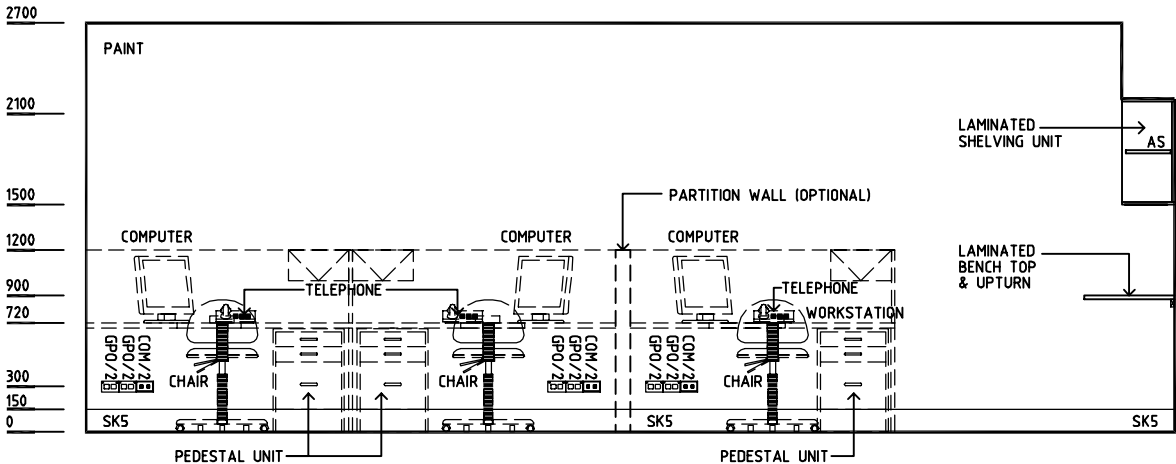 2700
PAINT
2100
LAMINATED
SHELVING UNIT
AS
1500
PARTITION WALL (OPTIONAL)
1200
COMPUTER
COMPUTER
COMPUTER
LAMINATED
BENCH TOP
& UPTURN
900
TELEPHONE
TELEPHONE
720
WORKSTATION
GPO/2
GPO/2
COM/2
CHAIR
CHAIR
GPO/2
GPO/2
COM/2
GPO/2
GPO/2
COM/2
CHAIR
300
150
0
SK5
SK5
SK5
PEDESTAL UNIT
PEDESTAL UNIT